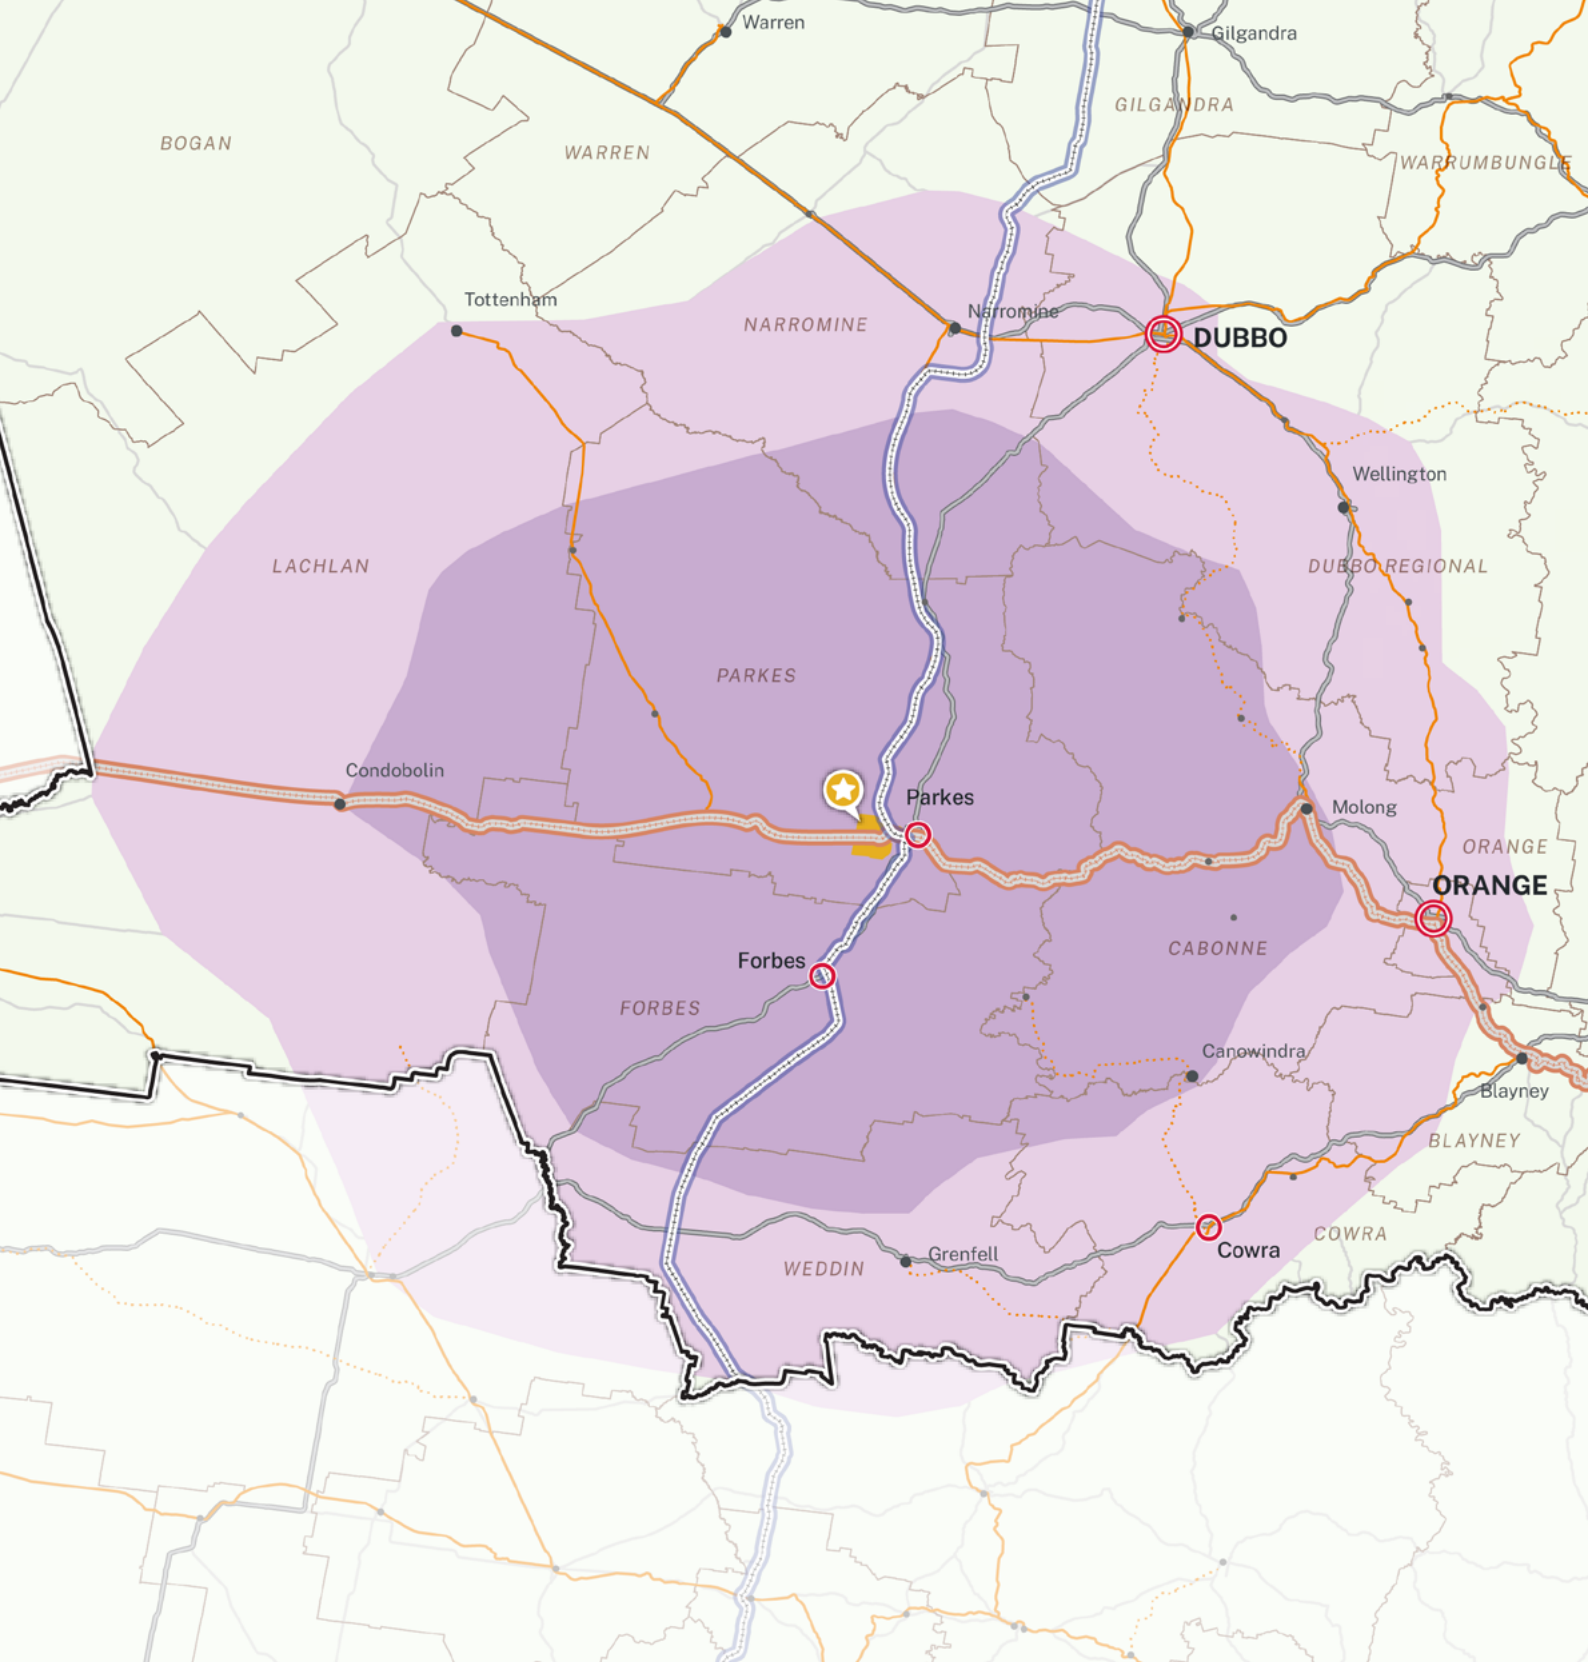 Warren
Gilgandra
GILGANDRA
BOGAN
WARREN
WARRUMBUNGLE
Tottenham
Narromine
NARROMINE
DUBBO
Wellington
LACHLAN
DUBBO REGIONAL
PARKES
Condobolin
Parkes
Molong
ORANGE
ORANGE
CABONNE
Forbes
FORBES
Canowindra
Blayney
BLAYNEY
COWRA
Cowra
Grenfell
WEDDIN